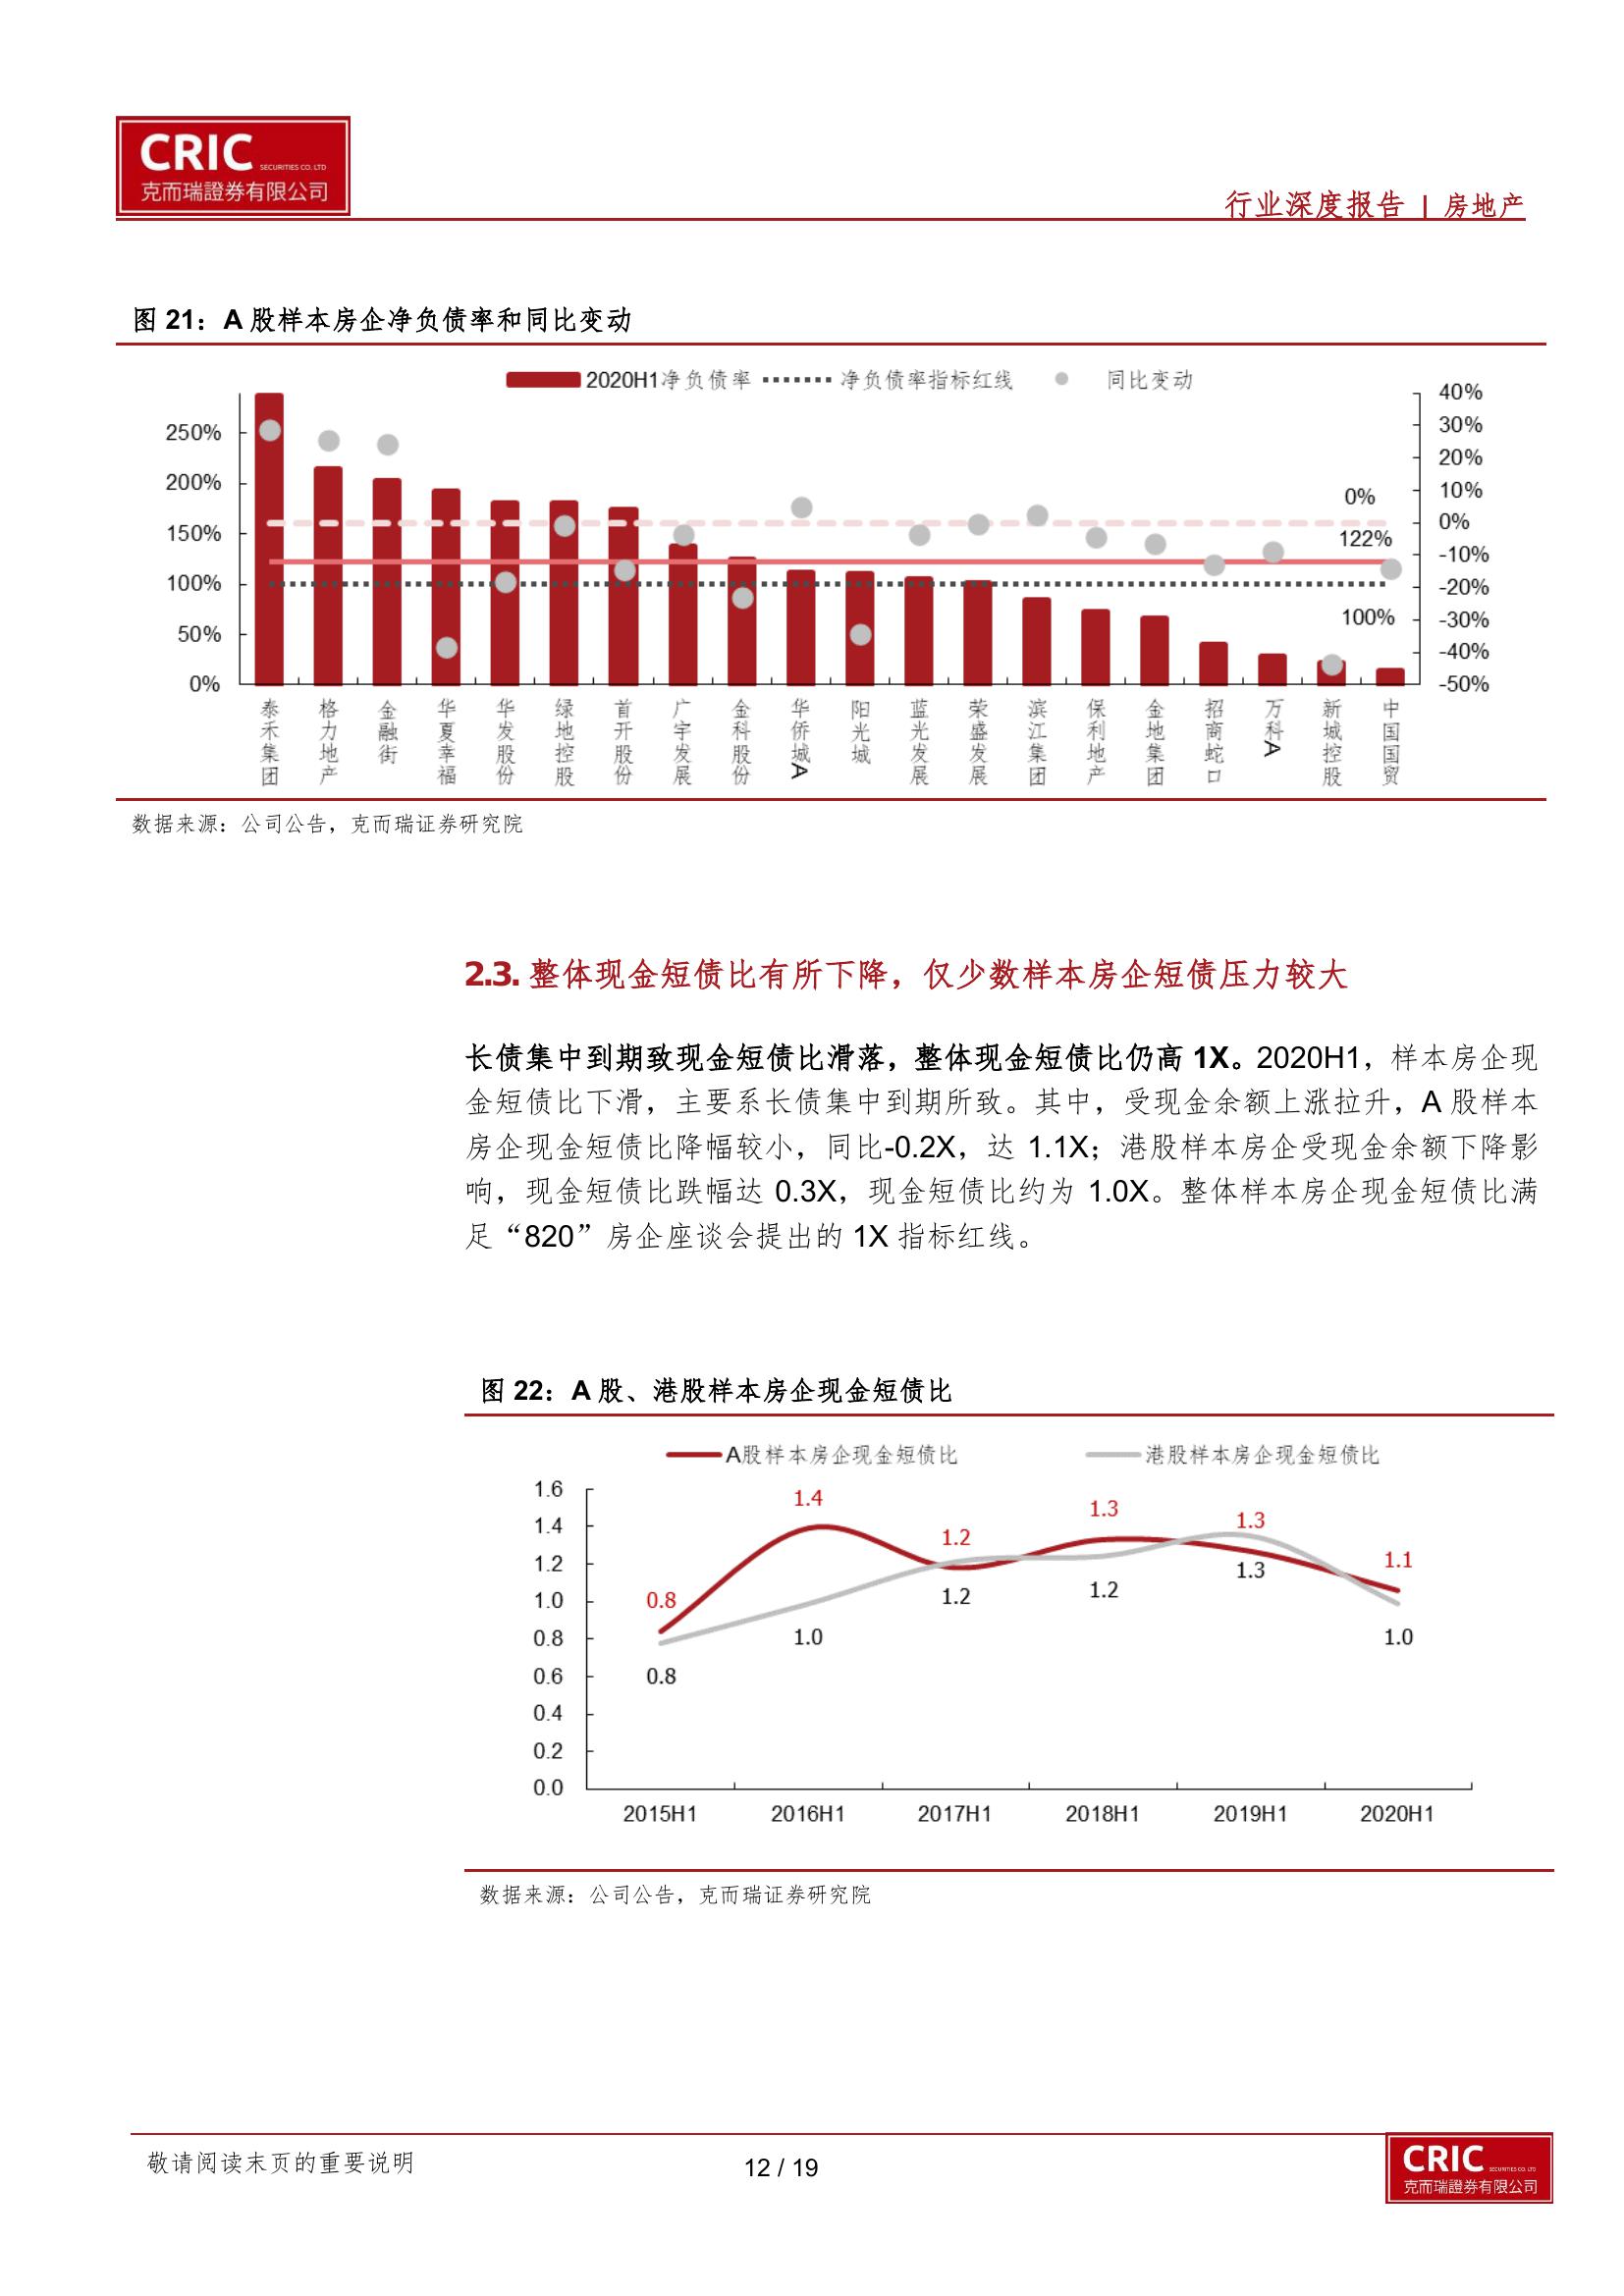 CRIC SECURITIES CO. LTD
克而瑞證券有限公司
行业深度报告 | 房地产
图 21：A 股样本房企净负债率和同比变动
2020H1净负债率 净负债率指标红线 同比变动
250%
200%
150%
100%
50%
0%
40%
30%
20%
10%
0%
-10%
-20%
-30%
-40%
-50%
0%
122%
100%
泰禾集团
格力地产
金融街
华夏幸福
华发股份
绿地控股
首开股份
广宇发展
金科股份
华侨城A
阳光城
蓝光发展
荣盛发展
滨江集团
保利地产
金地集团
招商蛇口
万科A
新城控股
中国国贸
数据来源：公司公告，克而瑞证券研究院
2.3. 整体现金短债比有所下降，仅少数样本房企短债压力较大
长债集中到期致现金短债比滑落，整体现金短债比仍高 1X。2020H1，样本房企现
金短债比下滑，主要系长债集中到期所致。其中，受现金余额上涨拉升，A 股样本
房企现金短债比降幅较小，同比-0.2X，达 1.1X；港股样本房企受现金余额下降影
响，现金短债比跌幅达 0.3X，现金短债比约为 1.0X。整体样本房企现金短债比满
足“820”房企座谈会提出的 1X 指标红线。
图 22：A 股、港股样本房企现金短债比
A股样本房企现金短债比 港股样本房企现金短债比
1.6
1.4
1.2
1.0
0.8
0.6
0.4
0.2
0.0
0.8
1.4
1.2
1.3
1.3
1.1
0.8
1.0
1.2
1.2
1.3
1.0
2015H1 2016H1 2017H1 2018H1 2019H1 2020H1
数据来源：公司公告，克而瑞证券研究院
敬请阅读末页的重要说明
12 / 19
CRIC SECURITIES CO. LTD
克而瑞證券有限公司